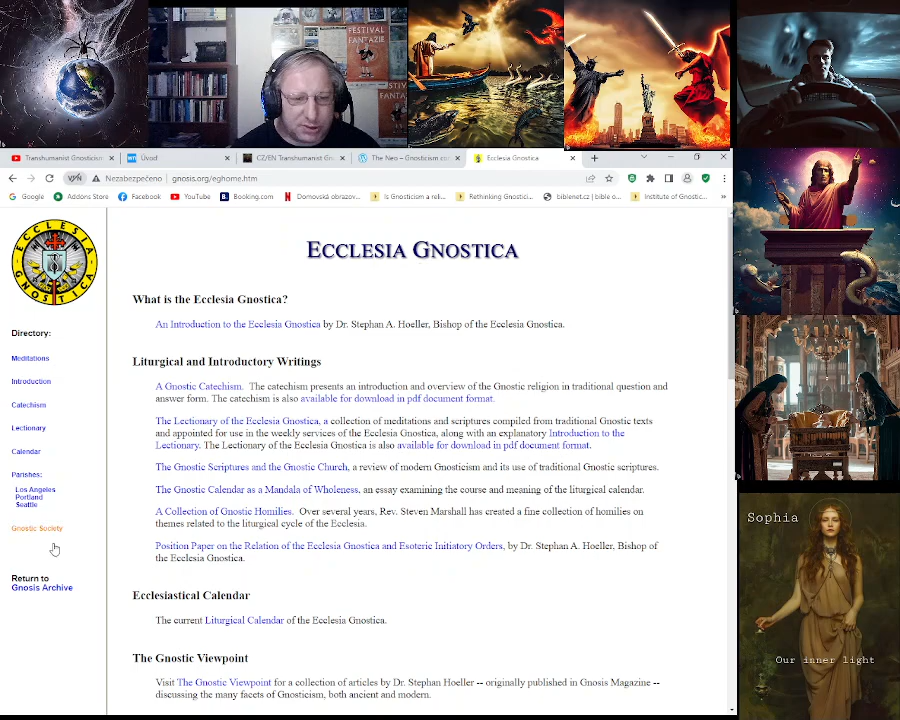 FESTIVAL
FANTAZIE
FESTIVAL
FANT
Transhumanist Gnosticism
Úvod
CZ/EN Transhumanist Gn
The Neo – Gnosticism.co
Ecclesia Gnostica
VPN
Nezabezpečeno
gnosis.org/eghome.htm
Google
Addons Store
Facebook
YouTube
Booking.com
Domovská obrazov...
Is Gnosticism a reli...
Rethinking Gnostic...
biblenet.cz | bible o...
Institute of Gnostic...
ECCLESIA
GNOSTICA
Ecclesia Gnostica
What is the Ecclesia Gnostica?
An Introduction to the Ecclesia Gnostica by Dr. Stephan A. Hoeller, Bishop of the Ecclesia Gnostica.
Directory:
Meditations
Introduction
Catechism
Lectionary
Calendar
Parishes:
Los Angeles
Portland
Seattle
Gnostic Society
Return to
Gnosis Archive
Liturgical and Introductory Writings
A Gnostic Catechism. The catechism presents an introduction and overview of the Gnostic religion in traditional question and
answer form. The catechism is also available for download in pdf document format.
The Lectionary of the Ecclesia Gnostica, a collection of meditations and scriptures compiled from traditional Gnostic texts
and appointed for use in the weekly services of the Ecclesia Gnostica, along with an explanatory Introduction to the
Lectionary. The Lectionary of the Ecclesia Gnostica is also available for download in pdf document format.
The Gnostic Scriptures and the Gnostic Church, a review of modern Gnosticism and its use of traditional Gnostic scriptures.
The Gnostic Calendar as a Mandala of Wholeness, an essay examining the course and meaning of the liturgical calendar.
A Collection of Gnostic Homilies. Over several years, Rev. Steven Marshall has created a fine collection of homilies on
themes related to the liturgical cycle of the Ecclesia.
Position Paper on the Relation of the Ecclesia Gnostica and Esoteric Initiatory Orders, by Dr. Stephan A. Hoeller, Bishop of
the Ecclesia Gnostica.
Ecclesiastical Calendar
The current Liturgical Calendar of the Ecclesia Gnostica.
The Gnostic Viewpoint
Visit The Gnostic Viewpoint for a collection of articles by Dr. Stephan Hoeller -- originally published in Gnosis Magazine --
discussing the many facets of Gnosticism, both ancient and modern.
Sophia
Our inner light